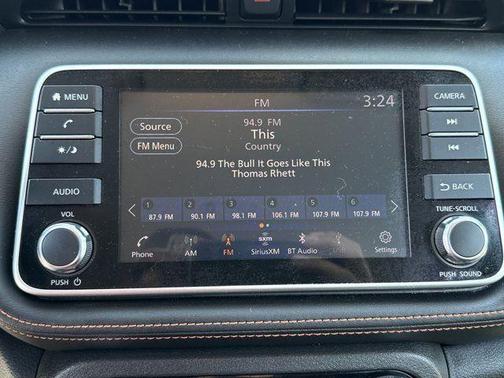 MENU
AUDIO
VOL
PUSH
FM
3:24
Source
94.9 FM
This
FM Menu
Country
94.9 The Bull It Goes Like This
Thomas Rhett
1 2 3 4 5 6
87.9 FM 90.1 FM 98.1 FM 106.1 FM 107.9 FM 107.9 FM
Phone AM FM sxm SiriusXM BT Audio Settings
CAMERA
BACK
TUNE-SCROLL
PUSH SOUND